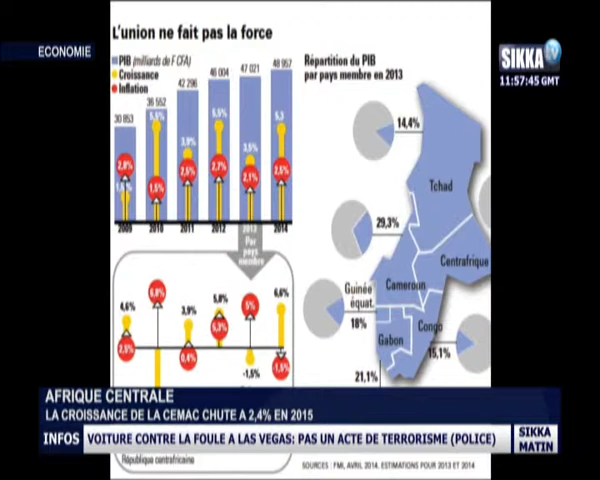 L'union ne fait pas la force
ECONOMIE
SIKKA TV
11:57:45 GMT
PIB (milliards de F CFA)
Croissance
Inflation
30 853
36 552
42 296
46 004
47 021
48 957
1,5%
5,5%
3,9%
5,5%
3,5%
5,3
2,8%
1,5%
2,5%
2,7%
2,1%
2,5%
2009
2010
2011
2012
2013
2014
Par
pays
membre
Répartition du PIB
par pays membre en 2013
14,4%
Tchad
29,3%
Centrafrique
Cameroun
Guinée
équat.
18%
Congo
Gabon
15,1%
21,1%
4,6%
6,8%
3,9%
5,8%
5%
6,6%
2,5%
0,4%
5,3%
-1,5%
-1,5%
AFRIQUE CENTRALE
LA CROISSANCE DE LA CEMAC CHUTE A 2,4% EN 2015
INFOS
VOITURE CONTRE LA FOULE A LAS VEGAS: PAS UN ACTE DE TERRORISME (POLICE)
SIKKA
MATIN
République centrafricaine
SOURCES : FMI, AVRIL 2014. ESTIMATIONS POUR 2013 ET 2014